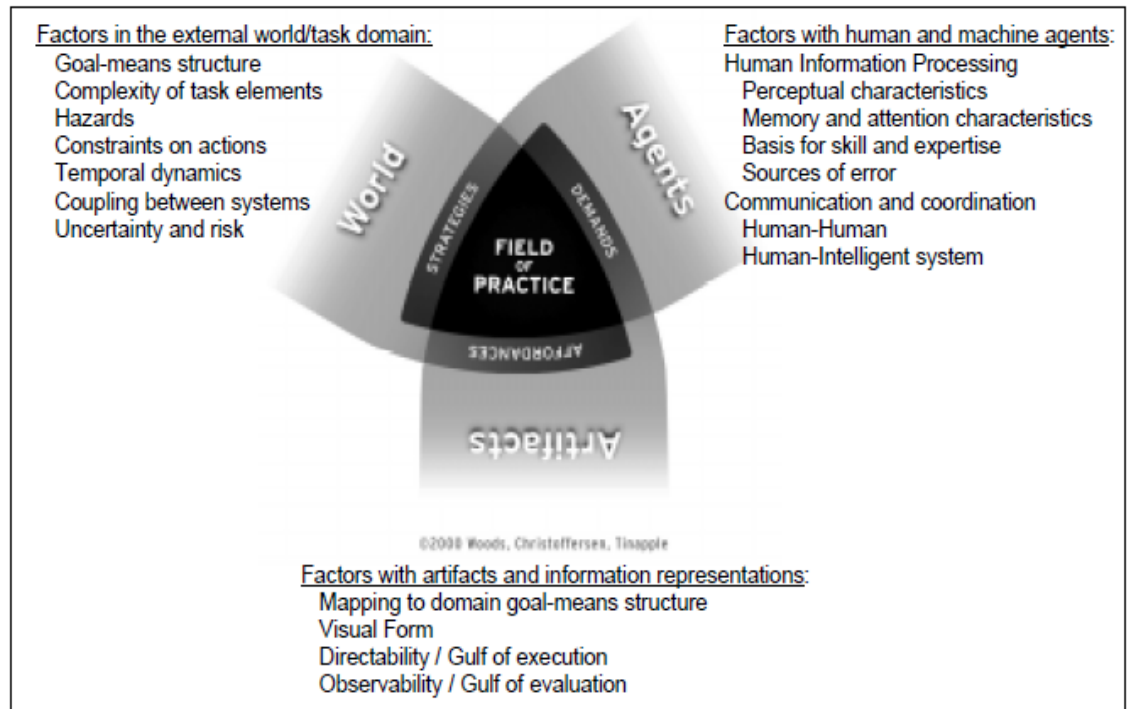 Factors in the external world/task domain:
Goal-means structure
Complexity of task elements
Hazards
Constraints on actions
Temporal dynamics
Coupling between systems
Uncertainty and risk
Factors with human and machine agents:
Human Information Processing
Perceptual characteristics
Memory and attention characteristics
Basis for skill and expertise
Sources of error
Communication and coordination
Human-Human
Human-Intelligent system
World
Agents
STRATEGIES
DEMANDS
FIELD
OF
PRACTICE
AFFORDANCES
Artifacts
©2000 Woods, Christoffersen, Tinapple
Factors with artifacts and information representations:
Mapping to domain goal-means structure
Visual Form
Directability / Gulf of execution
Observability / Gulf of evaluation